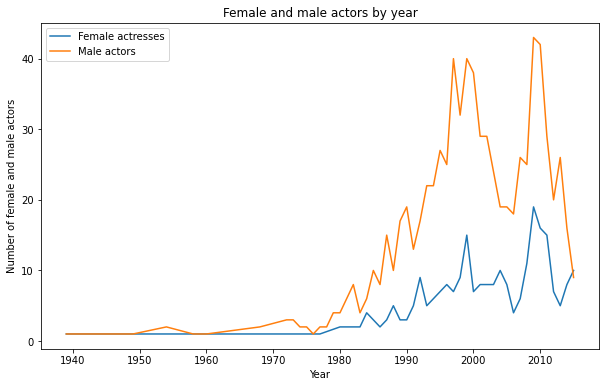 Female and male actors by year
Female actresses
Male actors
Number of female and male actors
40
30
20
10
0
1940 1950 1960 1970 1980 1990 2000 2010
Year